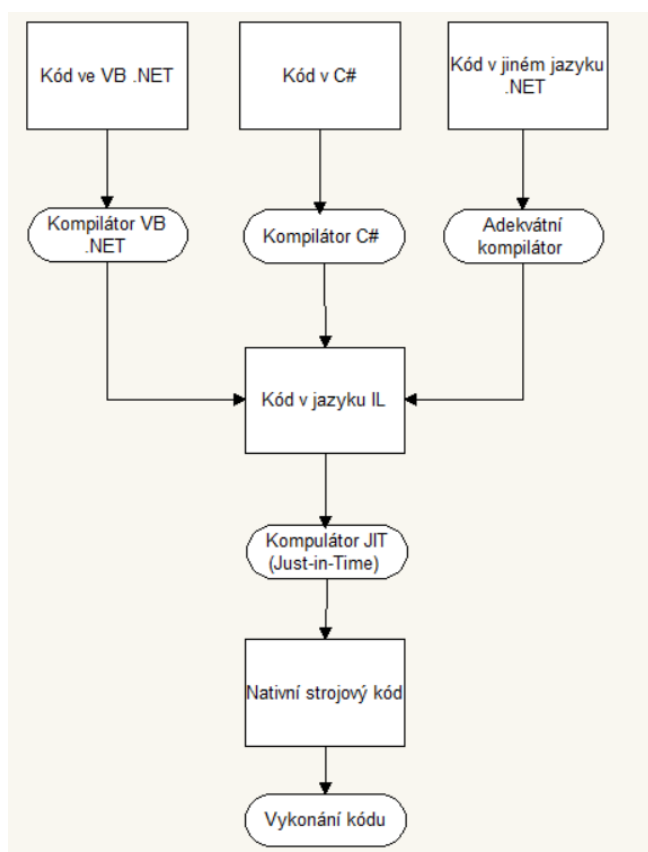 Kód ve VB .NET
Kód v C#
Kód v jiném jazyku
.NET
Kompilátor VB
.NET
Kompilátor C#
Adekvátní
kompilátor
Kód v jazyku IL
Kompulátor JIT
(Just-in-Time)
Nativní strojový kód
Vykonání kódu